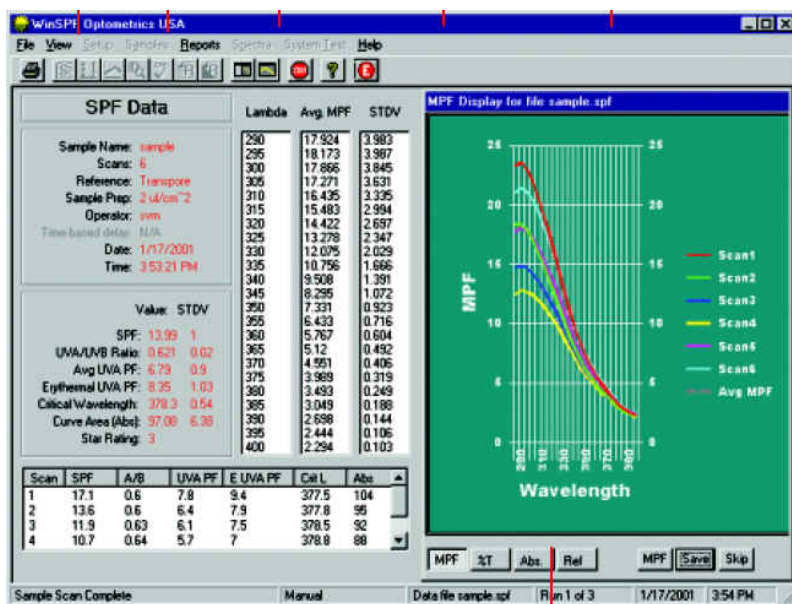 WinSPF Optometrics USA
File View Setup Samples Reports Spectra System Test Help
SPF Data
Sample Name: sample
Scans: 6
Reference: Transpore
Sample Prep: 2 ul/cm^2
Operator: svm
Time-based delay: N/A
Date: 1/17/2001
Time: 3:53:21 PM
Value: STDV
SPF: 13.99 1
UVA/UVB Ratio: 0.621 0.02
Avg UVA PF: 6.79 0.9
Erythermal UVA PF: 8.35 1.03
Critical Wavelength: 378.3 0.54
Curve Area (Abs): 97.08 6.38
Star Rating: 3
Lambda Avg. MPF STDV
290 17.924 3.983
295 18.173 3.987
300 17.866 3.845
305 17.271 3.631
310 16.435 3.335
315 15.483 2.994
320 14.422 2.697
325 13.278 2.347
330 12.075 2.029
335 10.756 1.666
340 9.508 1.391
345 8.295 1.072
350 7.331 0.923
355 6.433 0.716
360 5.767 0.604
365 5.12 0.492
370 4.551 0.406
375 3.989 0.319
380 3.493 0.249
385 3.049 0.188
390 2.698 0.144
395 2.444 0.106
400 2.294 0.103
Scan SPF A/B UVA PF E UVA PF Crit L Abs
1 17.1 0.6 7.8 9.4 377.5 104
2 13.6 0.6 6.4 7.9 377.8 95
3 11.9 0.63 6.1 7.5 378.5 92
4 10.7 0.64 5.7 7 378.8 88
MPF Display for file sample.spf
25 25
20 20
15 15
10 10
5 5
0 0
MPF
290 310 330 350 370 390
Wavelength
Scan1
Scan2
Scan3
Scan4
Scan5
Scan6
Avg MPF
MPF %T Abs. Ref MPF Save Skip
Sample Scan Complete Manual Data file sample.spf Run 1 of 3 1/17/2001 3:54 PM